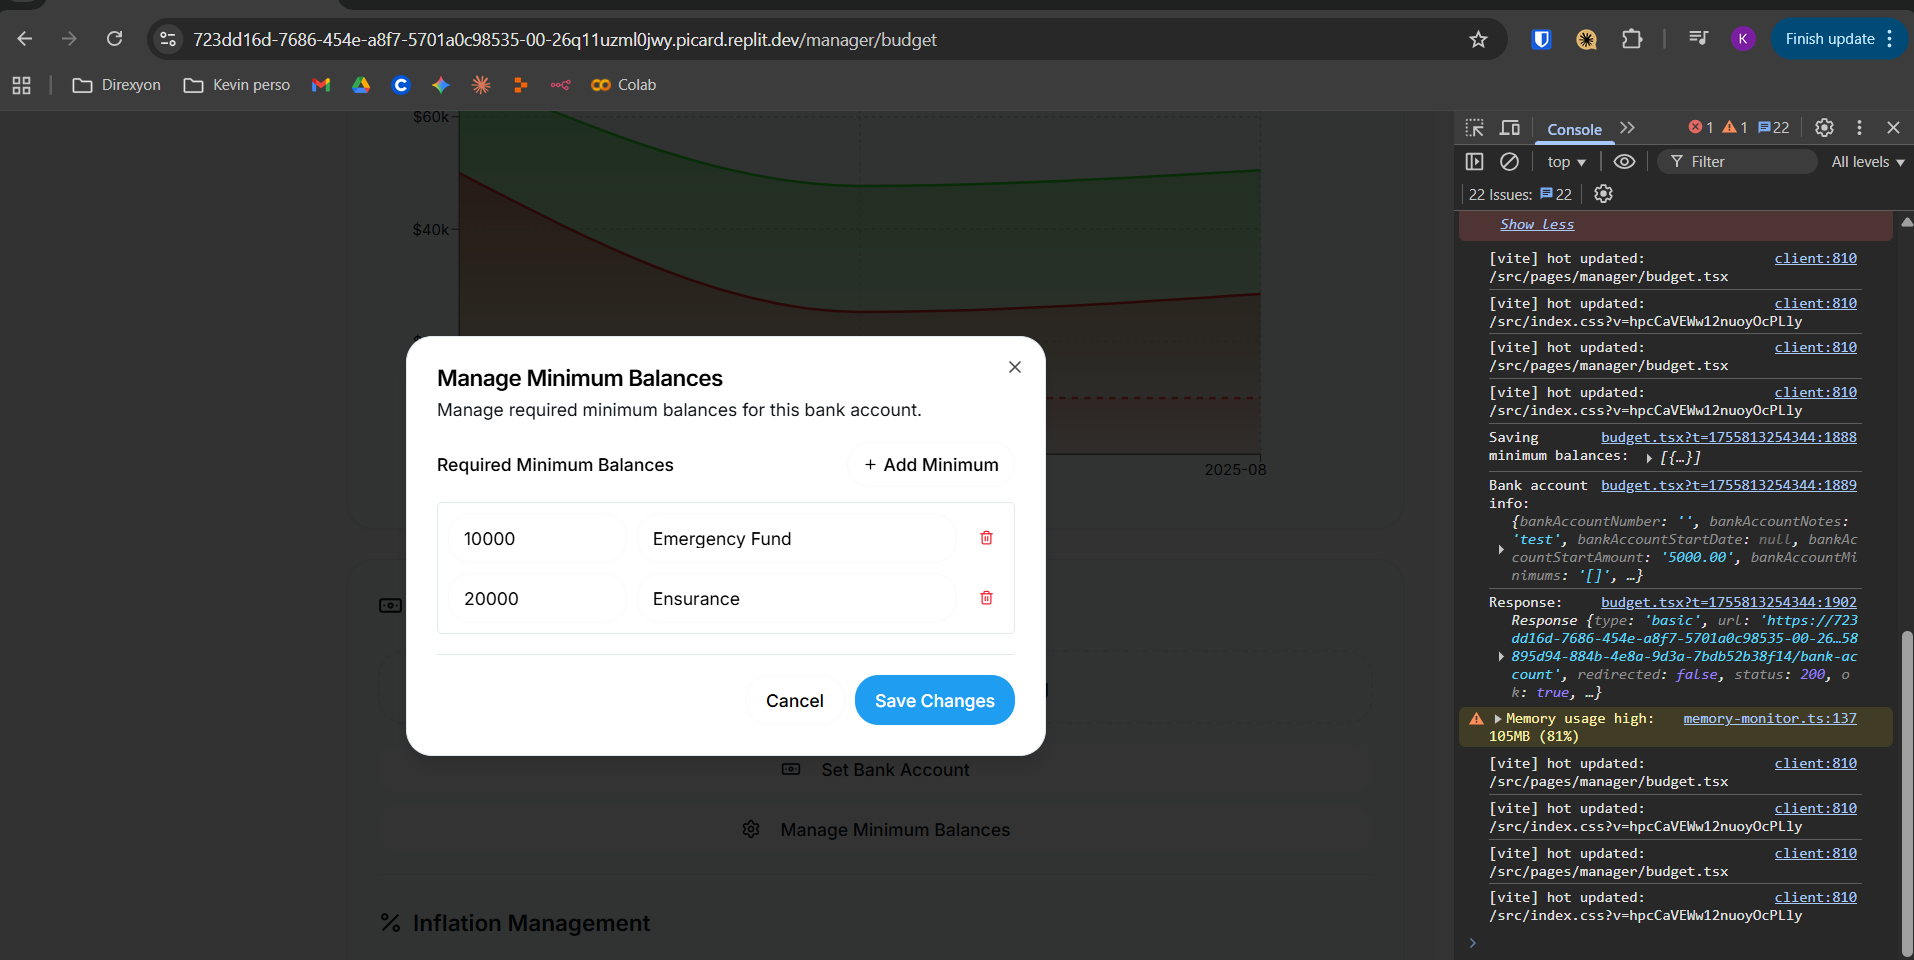 723dd16d-7686-454e-a8f7-5701a0c98535-00-26q11uzml0jwy.picard.replit.dev/manager/budget
K
Finish update
Direxyon
Kevin perso
Colab
$60k
$40k
2025-08
Manage Minimum Balances
Manage required minimum balances for this bank account.
Required Minimum Balances
+ Add Minimum
10000
Emergency Fund
20000
Ensurance
Cancel
Save Changes
Set Bank Account
Manage Minimum Balances
Inflation Management
Console
1
1
22
top
Filter
All levels
22 Issues: 22
Show less
[vite] hot updated: client:810
/src/pages/manager/budget.tsx
[vite] hot updated: client:810
/src/index.css?v=hpcCaVEWw12nuoyOcPLly
[vite] hot updated: client:810
/src/pages/manager/budget.tsx
[vite] hot updated: client:810
/src/index.css?v=hpcCaVEWw12nuoyOcPLly
Saving budget.tsx?t=1755813254344:1888
minimum balances: [{…}]
Bank account budget.tsx?t=1755813254344:1889
info:
{bankAccountNumber: '', bankAccountNotes:
'test', bankAccountStartDate: null, bankAc
countStartAmount: '5000.00', bankAccountMi
nimums: '[]', …}
Response: budget.tsx?t=1755813254344:1902
Response {type: 'basic', url: 'https://723
dd16d-7686-454e-a8f7-5701a0c98535-00-26…58
895d94-884b-4e8a-9d3a-7bdb52b38f14/bank-ac
count', redirected: false, status: 200, o
k: true, …}
Memory usage high: memory-monitor.ts:137
105MB (81%)
[vite] hot updated: client:810
/src/pages/manager/budget.tsx
[vite] hot updated: client:810
/src/index.css?v=hpcCaVEWw12nuoyOcPLly
[vite] hot updated: client:810
/src/pages/manager/budget.tsx
[vite] hot updated: client:810
/src/index.css?v=hpcCaVEWw12nuoyOcPLly